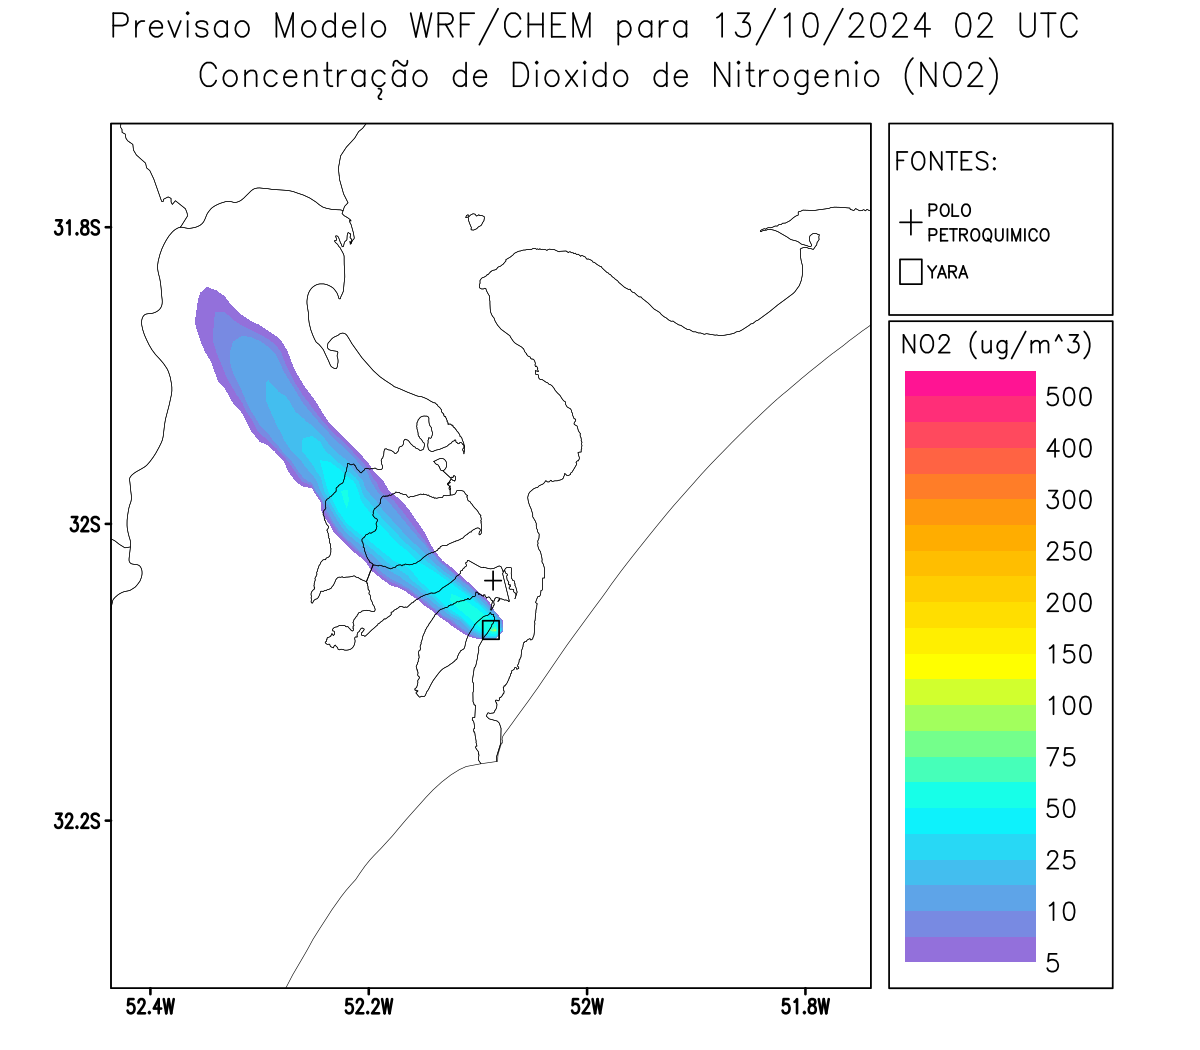 Previsao Modelo WRF/CHEM para 13/10/2024 02 UTC
Concentração de Dioxido de Nitrogenio (NO2)
FONTES:
POLO
PETROQUIMICO
YARA
NO2 (ug/m^3)
500
400
300
250
200
150
100
75
50
25
10
5
31.8S
32S
32.2S
52.4W
52.2W
52W
51.8W